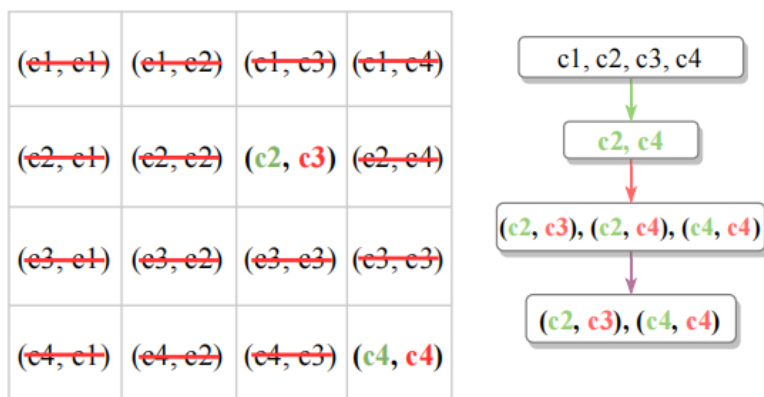 (c1, c1) (c1, c2) (c1, c3) (c1, c4)
(c2, c1) (c2, c2) (c2, c3) (c2, c4)
(c3, c1) (c3, c2) (c3, c3) (c3, c3)
(c4, c1) (c4, c2) (c4, c3) (c4, c4)
c1, c2, c3, c4
c2, c4
(c2, c3), (c2, c4), (c4, c4)
(c2, c3), (c4, c4)